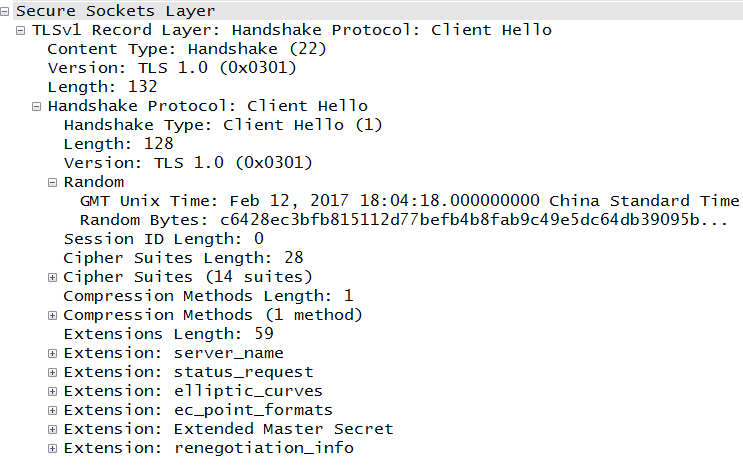 Secure Sockets Layer
TLSv1 Record Layer: Handshake Protocol: Client Hello
Content Type: Handshake (22)
Version: TLS 1.0 (0x0301)
Length: 132
Handshake Protocol: Client Hello
Handshake Type: Client Hello (1)
Length: 128
Version: TLS 1.0 (0x0301)
Random
GMT Unix Time: Feb 12, 2017 18:04:18.000000000 China Standard Time
Random Bytes: c6428ec3bfb815112d77befb4b8fab9c49e5dc64db39095b...
Session ID Length: 0
Cipher Suites Length: 28
Cipher Suites (14 suites)
Compression Methods Length: 1
Compression Methods (1 method)
Extensions Length: 59
Extension: server_name
Extension: status_request
Extension: elliptic_curves
Extension: ec_point_formats
Extension: Extended Master Secret
Extension: renegotiation_info